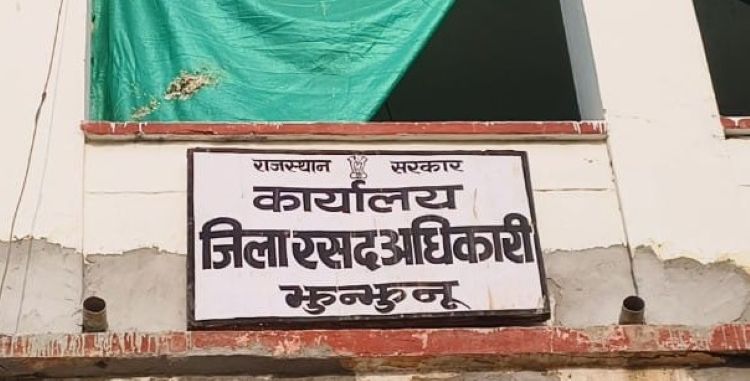 राजस्थान सरकार
कार्यालय
जिला रसद अधिकारी
झुन्झुनू